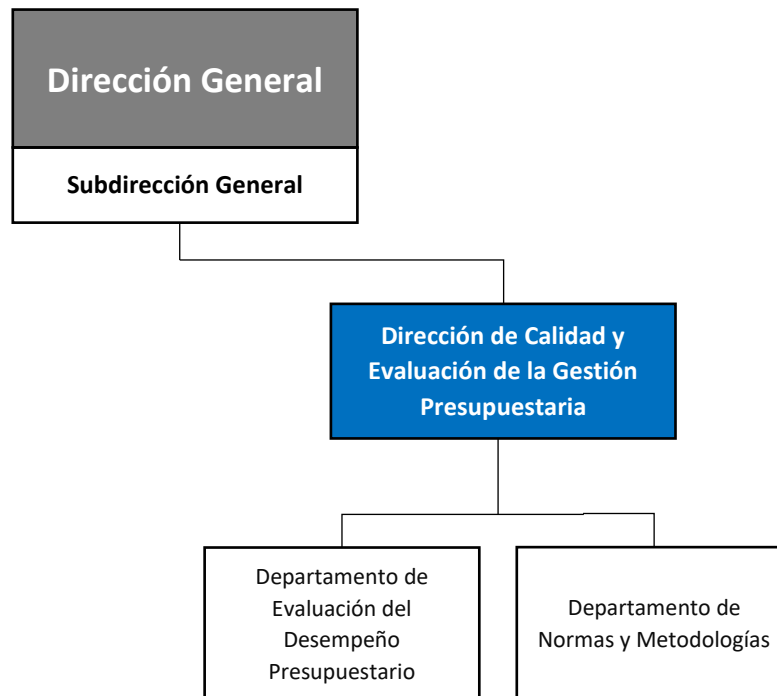 Dirección General
Subdirección General
Dirección de Calidad y
Evaluación de la Gestión
Presupuestaria
Departamento de
Evaluación del
Desempeño
Presupuestario
Departamento de
Normas y Metodologías